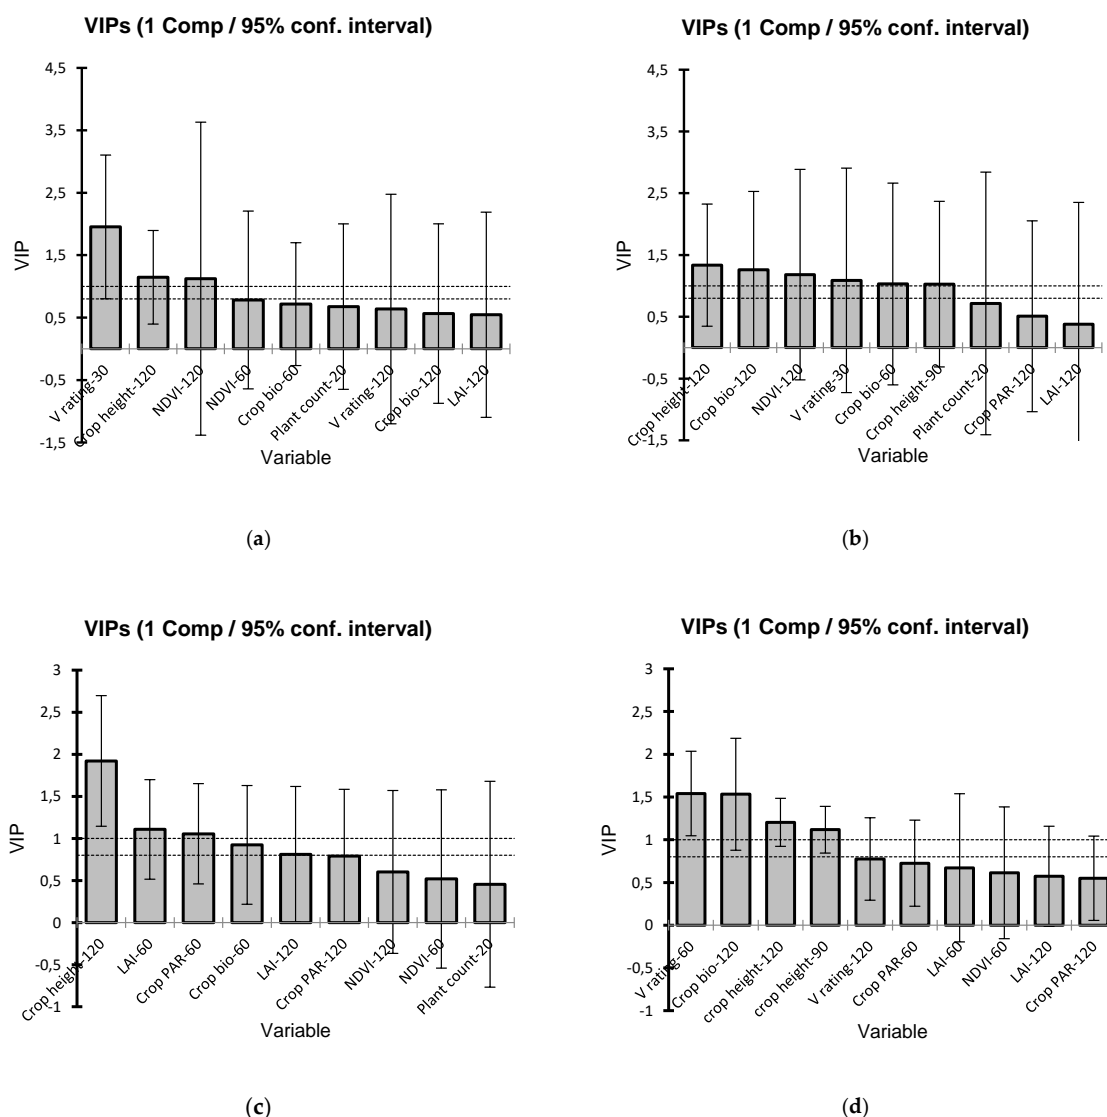 VIPs (1 Comp / 95% conf. interval)
4,5
3,5
2,5
1,5
0,5
-0,5
-1,5
VIP
V rating-30
Crop height-120
NDVI-120
NDVI-60
Crop bio-60
Plant count-20
V rating-120
Crop bio-120
LAI-120
Variable
(a)
VIPs (1 Comp / 95% conf. interval)
4,5
3,5
2,5
1,5
0,5
-0,5
-1,5
VIP
Crop height-120
Crop bio-120
NDVI-120
V rating-30
Crop bio-60
Crop height-90
Plant count-20
Crop PAR-120
LAI-120
Variable
(b)
VIPs (1 Comp / 95% conf. interval)
3
2,5
2
1,5
1
0,5
0
-0,5
-1
VIP
Crop height-120
LAI-60
Crop PAR-60
Crop bio-60
LAI-120
Crop PAR-120
NDVI-120
NDVI-60
Plant count-20
Variable
(c)
VIPs (1 Comp / 95% conf. interval)
3
2,5
2
1,5
1
0,5
0
-0,5
-1
VIP
V rating-60
Crop bio-120
crop height-120
crop height-90
V rating-120
Crop PAR-60
LAI-60
NDVI-60
LAI-120
Crop PAR-120
Variable
(d)